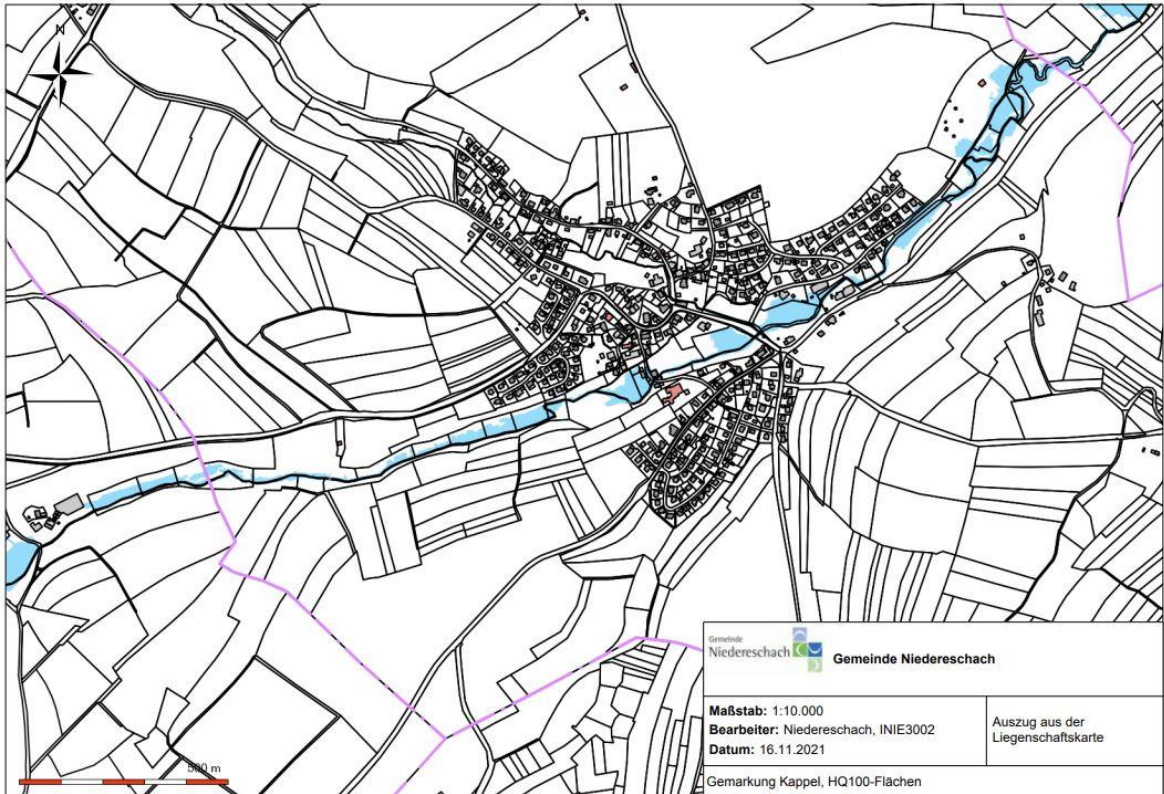 N
500 m
Gemeinde
Niedereschach
Gemeinde Niedereschach
Maßstab: 1:10.000
Bearbeiter: Niedereschach, INIE3002
Datum: 16.11.2021
Auszug aus der
Liegenschaftskarte
Gemarkung Kappel, HQ100-Flächen